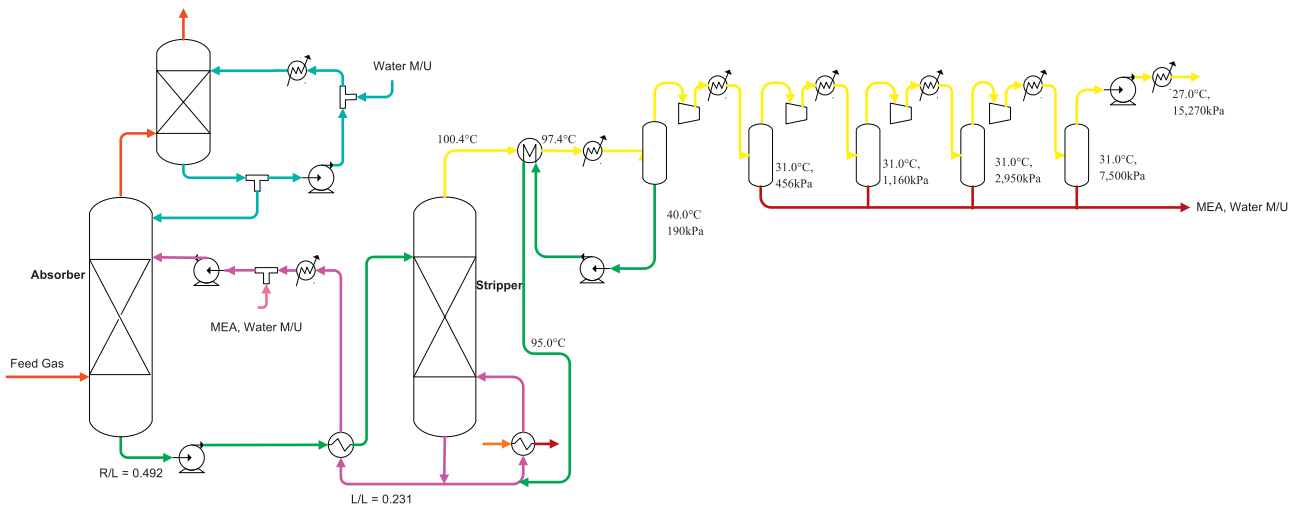 Water M/U
27.0°C,
15,270kPa
100.4°C
97.4°C
31.0°C,
456kPa
31.0°C,
1,160kPa
31.0°C,
2,950kPa
31.0°C,
7,500kPa
MEA, Water M/U
40.0°C
190kPa
Absorber
Stripper
MEA, Water M/U
95.0°C
Feed Gas
R/L = 0.492
L/L = 0.231